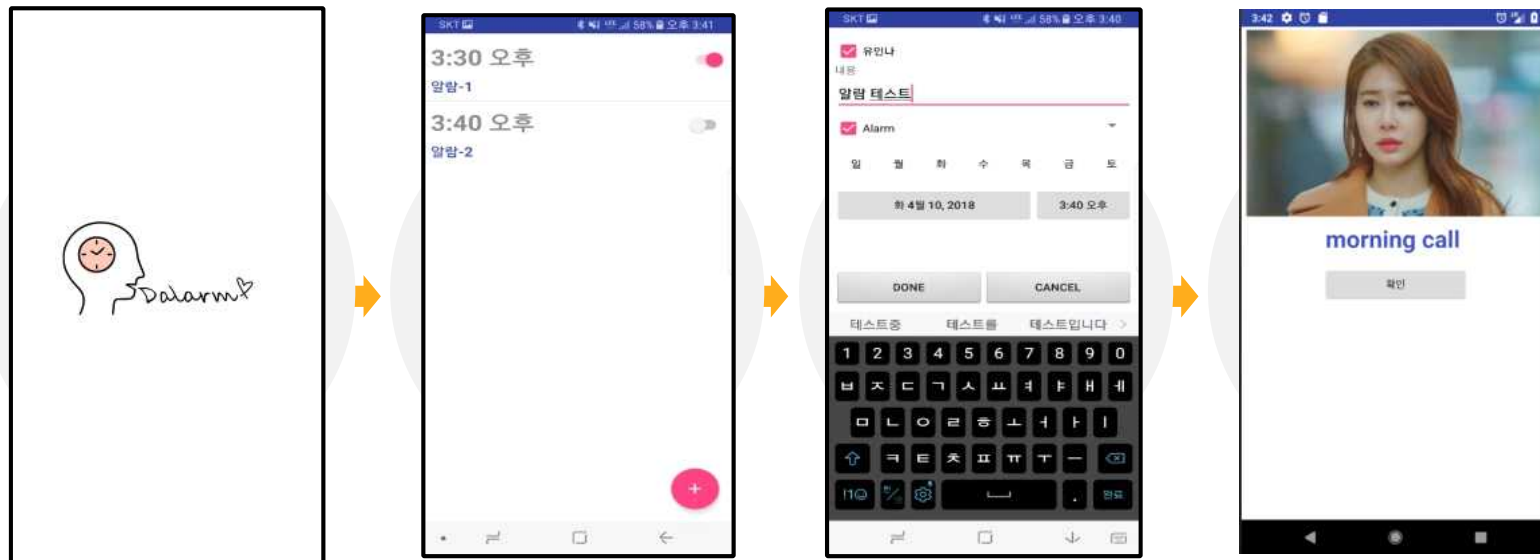 Dalarm
SKT 58% 오후 3:41
3:30 오후
알람-1
3:40 오후
알람-2
+
SKT 58% 오후 3:40
유인나
내용
알람 테스트
Alarm
일 월 화 수 목 금 토
화 4월 10, 2018 3:40 오후
DONE CANCEL
테스트중 테스트를 테스트입니다 >
1 2 3 4 5 6 7 8 9 0
ㅂ ㅈ ㄷ ㄱ ㅅ ㅛ ㅕ ㅑ ㅐ ㅔ
ㅁ ㄴ ㅇ ㄹ ㅎ ㅗ ㅓ ㅏ ㅣ
ㅋ ㅌ ㅊ ㅍ ㅠ ㅜ ㅡ
!1☺ 한/ . 완료
3:42
morning call
확인